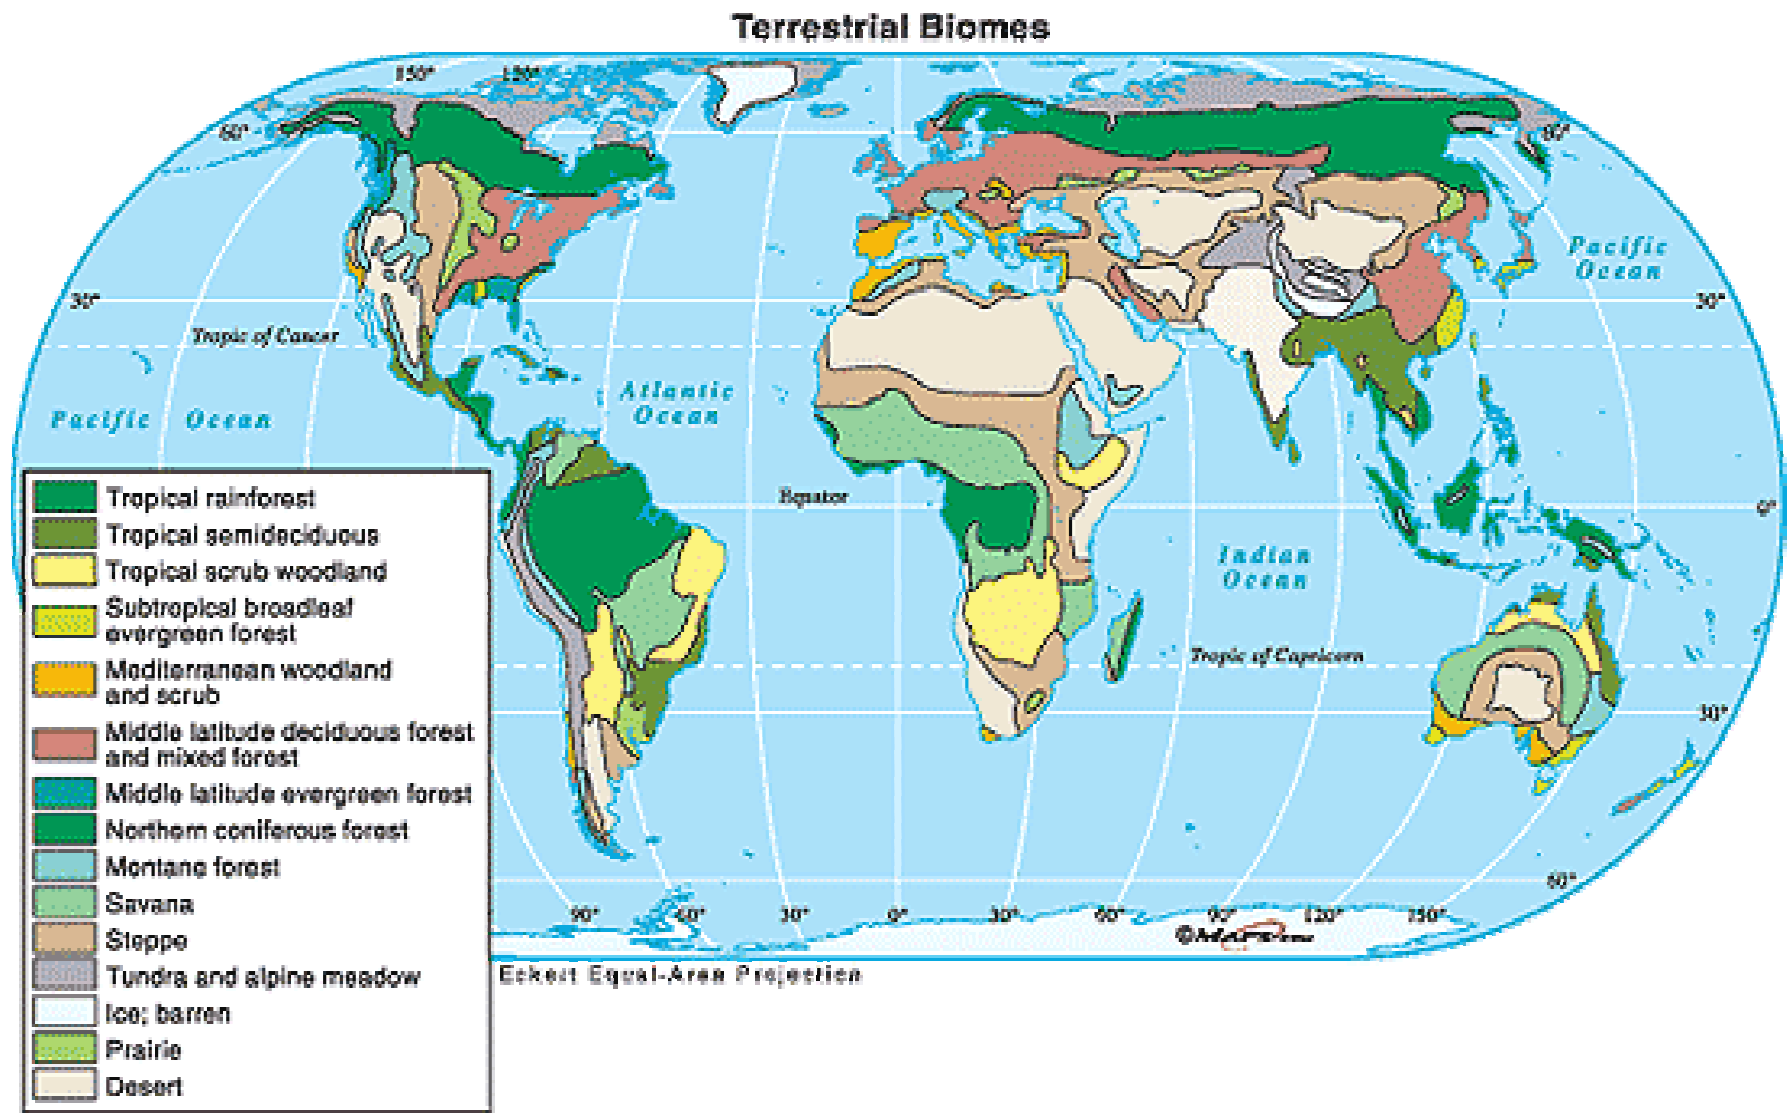 Terrestrial Biomes
150°
120°
60°
60°
Pacific
Ocean
30°
30°
Tropic of Cancer
Atlantic
Ocean
Pacific Ocean
Equator
0°
Indian
Ocean
Tropic of Capricorn
30°
60°
90°
60°
30°
0°
30°
60°
90°
120°
150°
Tropical rainforest
Tropical semideciduous
Tropical scrub woodland
Subtropical broadleaf
evergreen forest
Mediterranean woodland
and scrub
Middle latitude deciduous forest
and mixed forest
Middle latitude evergreen forest
Northern coniferous forest
Montane forest
Savana
Steppe
Tundra and alpine meadow
Ice; barren
Prairie
Desert
Eckert Equal-Area Projection